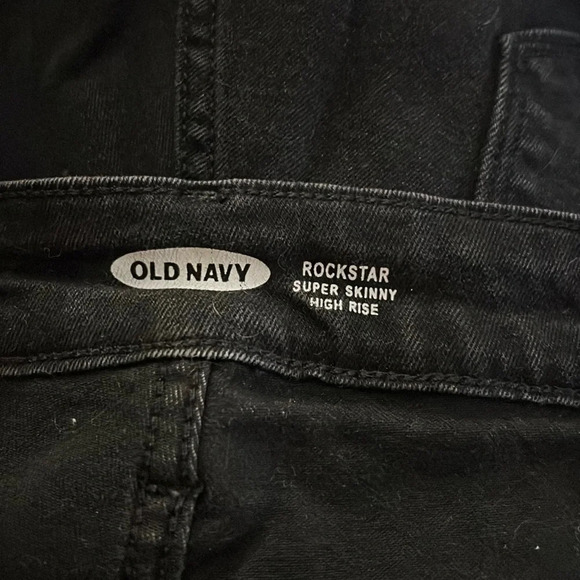 OLD NAVY
ROCKSTAR
SUPER SKINNY
HIGH RISE